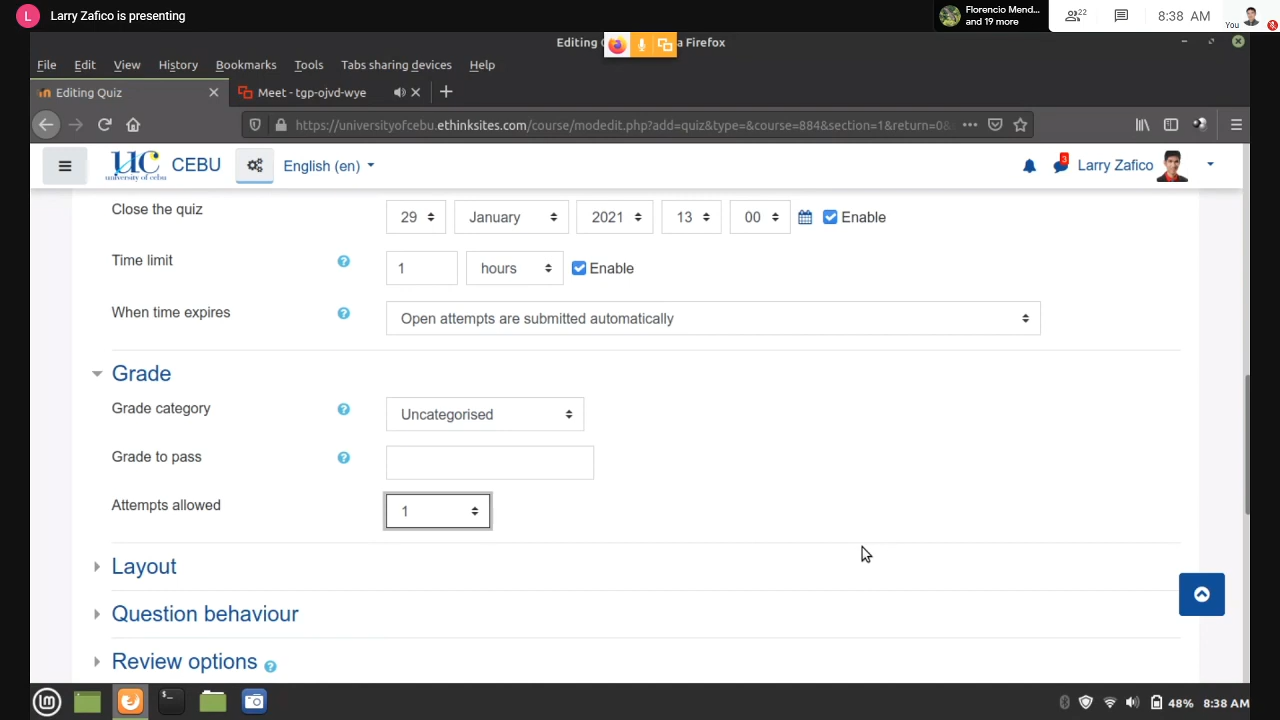 L Larry Zafico is presenting
Florencio Mend...
and 19 more
22
8:38 AM
You
Editing
a Firefox
File Edit View History Bookmarks Tools Tabs sharing devices Help
Editing Quiz
Meet - tgp-ojvd-wye
https://universityofcebu.ethinksites.com/course/modedit.php?add=quiz&type=&course=884&section=1&return=0&
UC CEBU
university of cebu
English (en)
3
Larry Zafico
Close the quiz
29 January 2021 13 00 Enable
Time limit ? 1 hours Enable
When time expires ? Open attempts are submitted automatically
Grade
Grade category ? Uncategorised
Grade to pass ?
Attempts allowed 1
Layout
Question behaviour
Review options ?
48% 8:38 AM